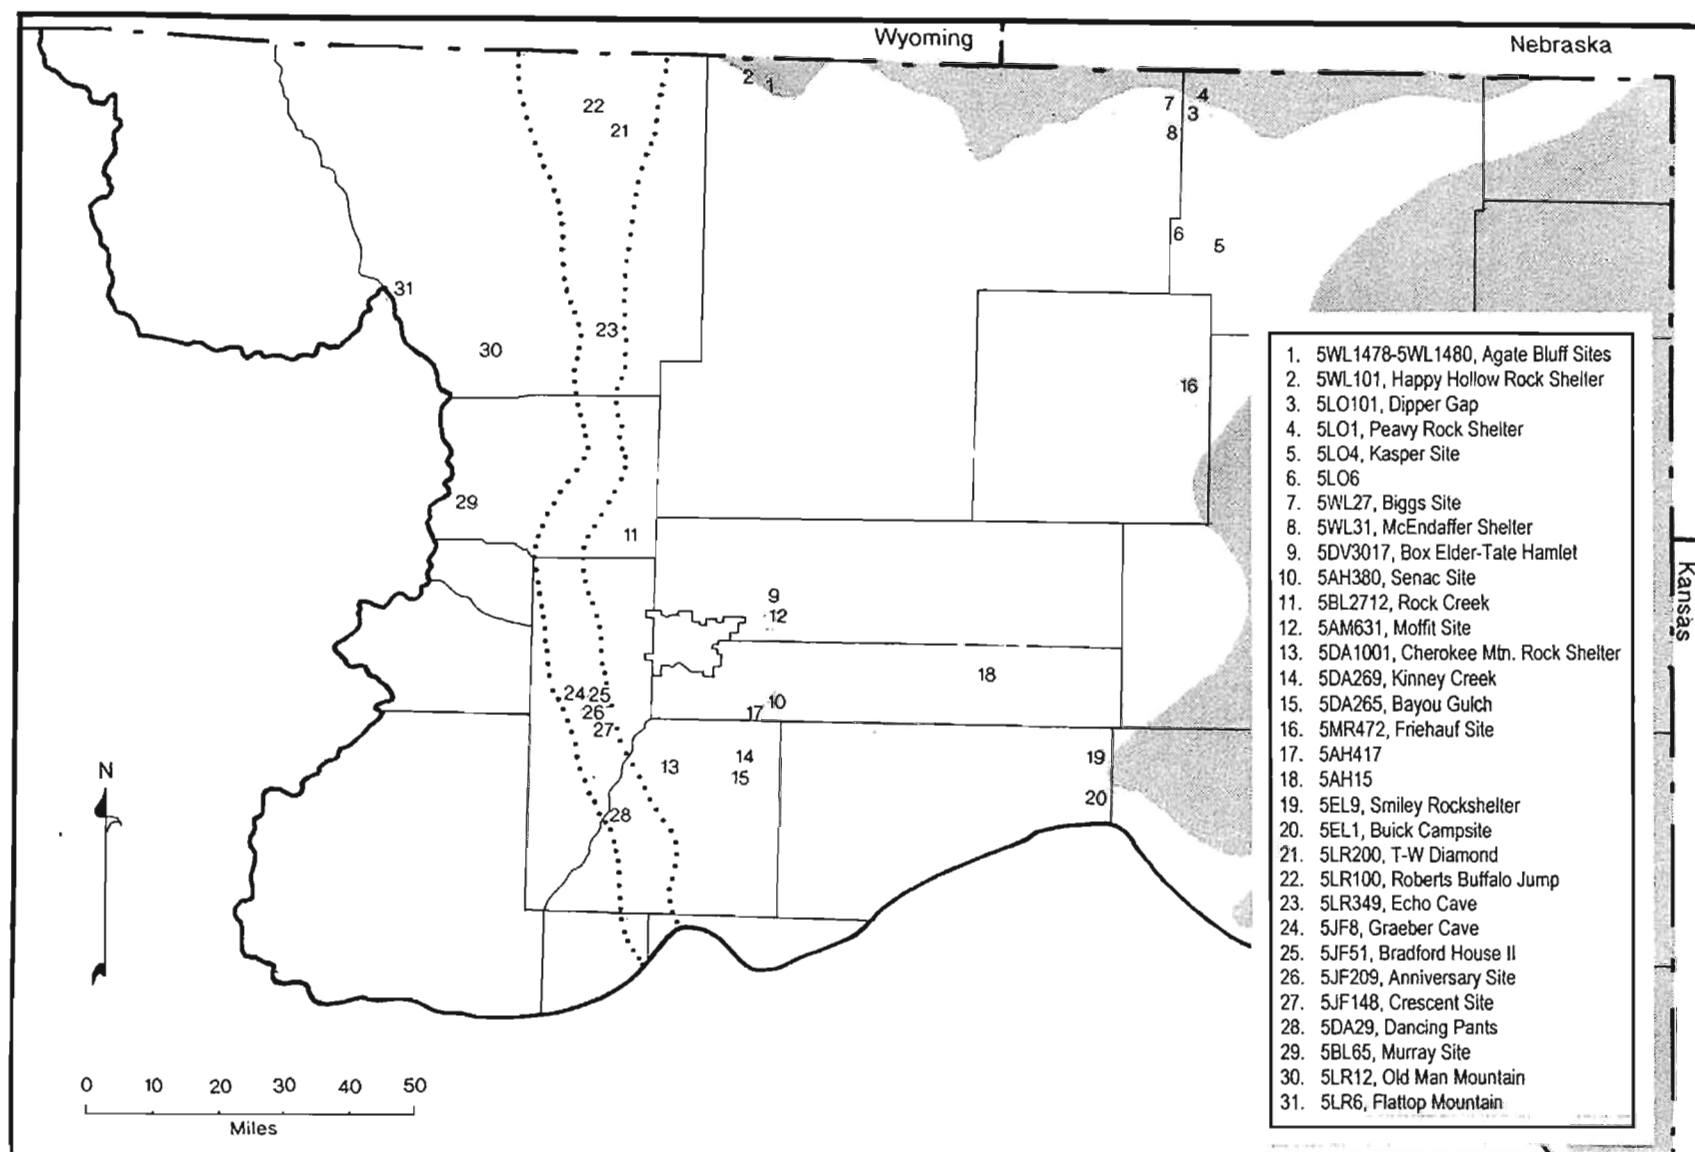 Wyoming
Nebraska
2
1
22
21
7
4
3
8
6
5
31
23
30
16
29
11
9
12
18
24 25
26
10
17
27
13
14
15
19
20
28
Kansas
N
0 10 20 30 40 50
Miles
1. 5WL1478-5WL1480, Agate Bluff Sites
2. 5WL101, Happy Hollow Rock Shelter
3. 5LO101, Dipper Gap
4. 5LO1, Peavy Rock Shelter
5. 5LO4, Kasper Site
6. 5LO6
7. 5WL27, Biggs Site
8. 5WL31, McEndaffer Shelter
9. 5DV3017, Box Elder-Tate Hamlet
10. 5AH380, Senac Site
11. 5BL2712, Rock Creek
12. 5AM631, Moffit Site
13. 5DA1001, Cherokee Mtn. Rock Shelter
14. 5DA269, Kinney Creek
15. 5DA265, Bayou Gulch
16. 5MR472, Friehauf Site
17. 5AH417
18. 5AH15
19. 5EL9, Smiley Rockshelter
20. 5EL1, Buick Campsite
21. 5LR200, T-W Diamond
22. 5LR100, Roberts Buffalo Jump
23. 5LR349, Echo Cave
24. 5JF8, Graeber Cave
25. 5JF51, Bradford House II
26. 5JF209, Anniversary Site
27. 5JF148, Crescent Site
28. 5DA29, Dancing Pants
29. 5BL65, Murray Site
30. 5LR12, Old Man Mountain
31. 5LR6, Flattop Mountain